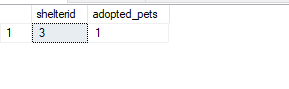 shelterid adopted_pets
1 3 1